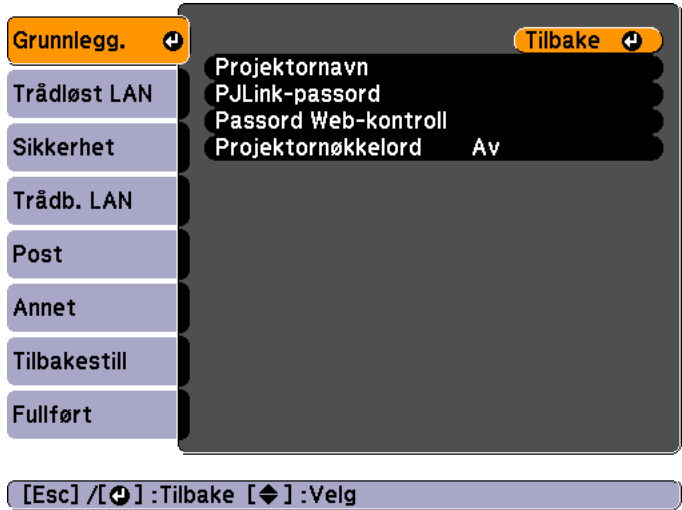 Grunnlegg.
Trådløst LAN
Sikkerhet
Trådb. LAN
Post
Annet
Tilbakestill
Fullført
Tilbake
Projektornavn
PJLink-passord
Passord Web-kontroll
Projektornøkkelord Av
[Esc] /[⏎] :Tilbake [♦] :Velg